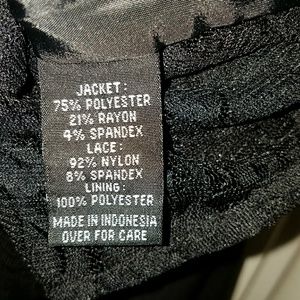 JACKET:
75% POLYESTER
21% RAYON
4% SPANDEX
LACE:
92% NYLON
8% SPANDEX
LINING:
100% POLYESTER
MADE IN INDONESIA
OVER FOR CARE